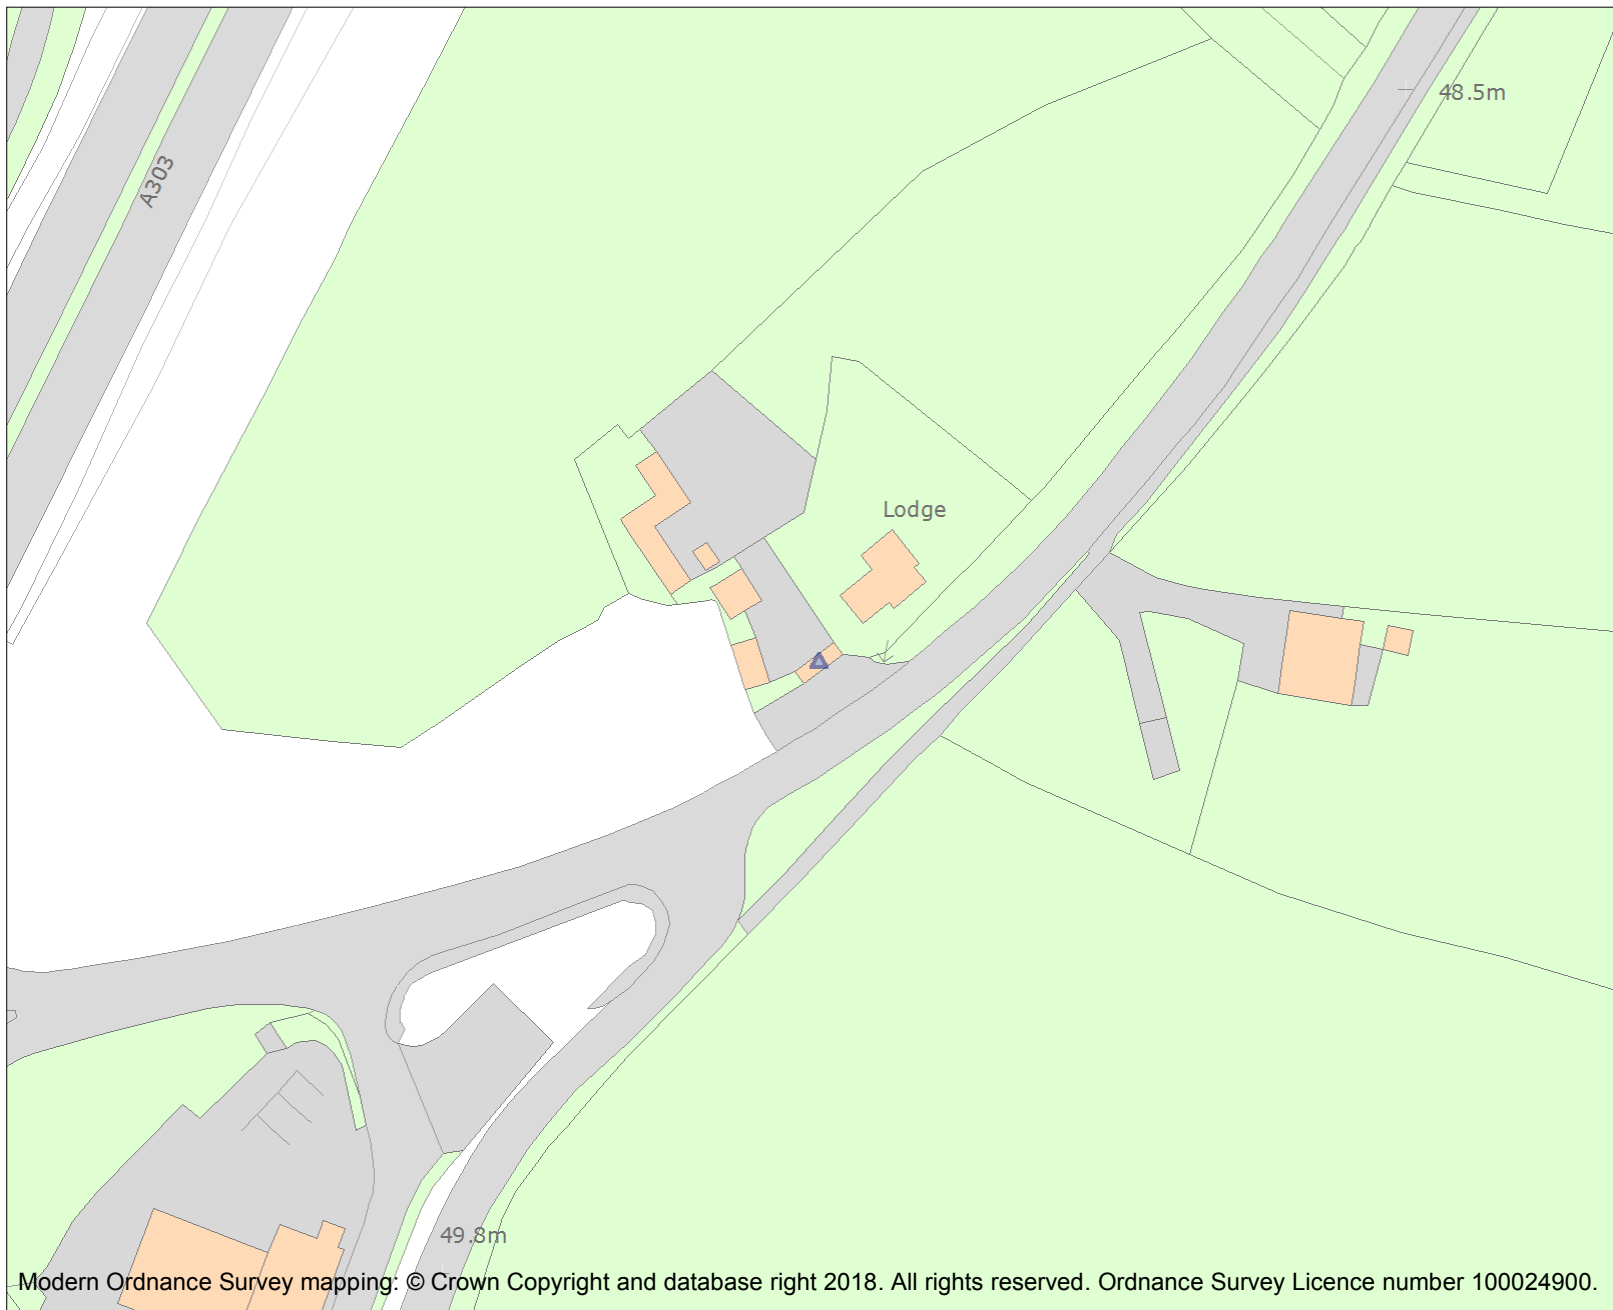 48.5m
A303
Lodge
49.8m
Modern Ordnance Survey mapping: © Crown Copyright and database right 2018. All rights reserved. Ordnance Survey Licence number 100024900.